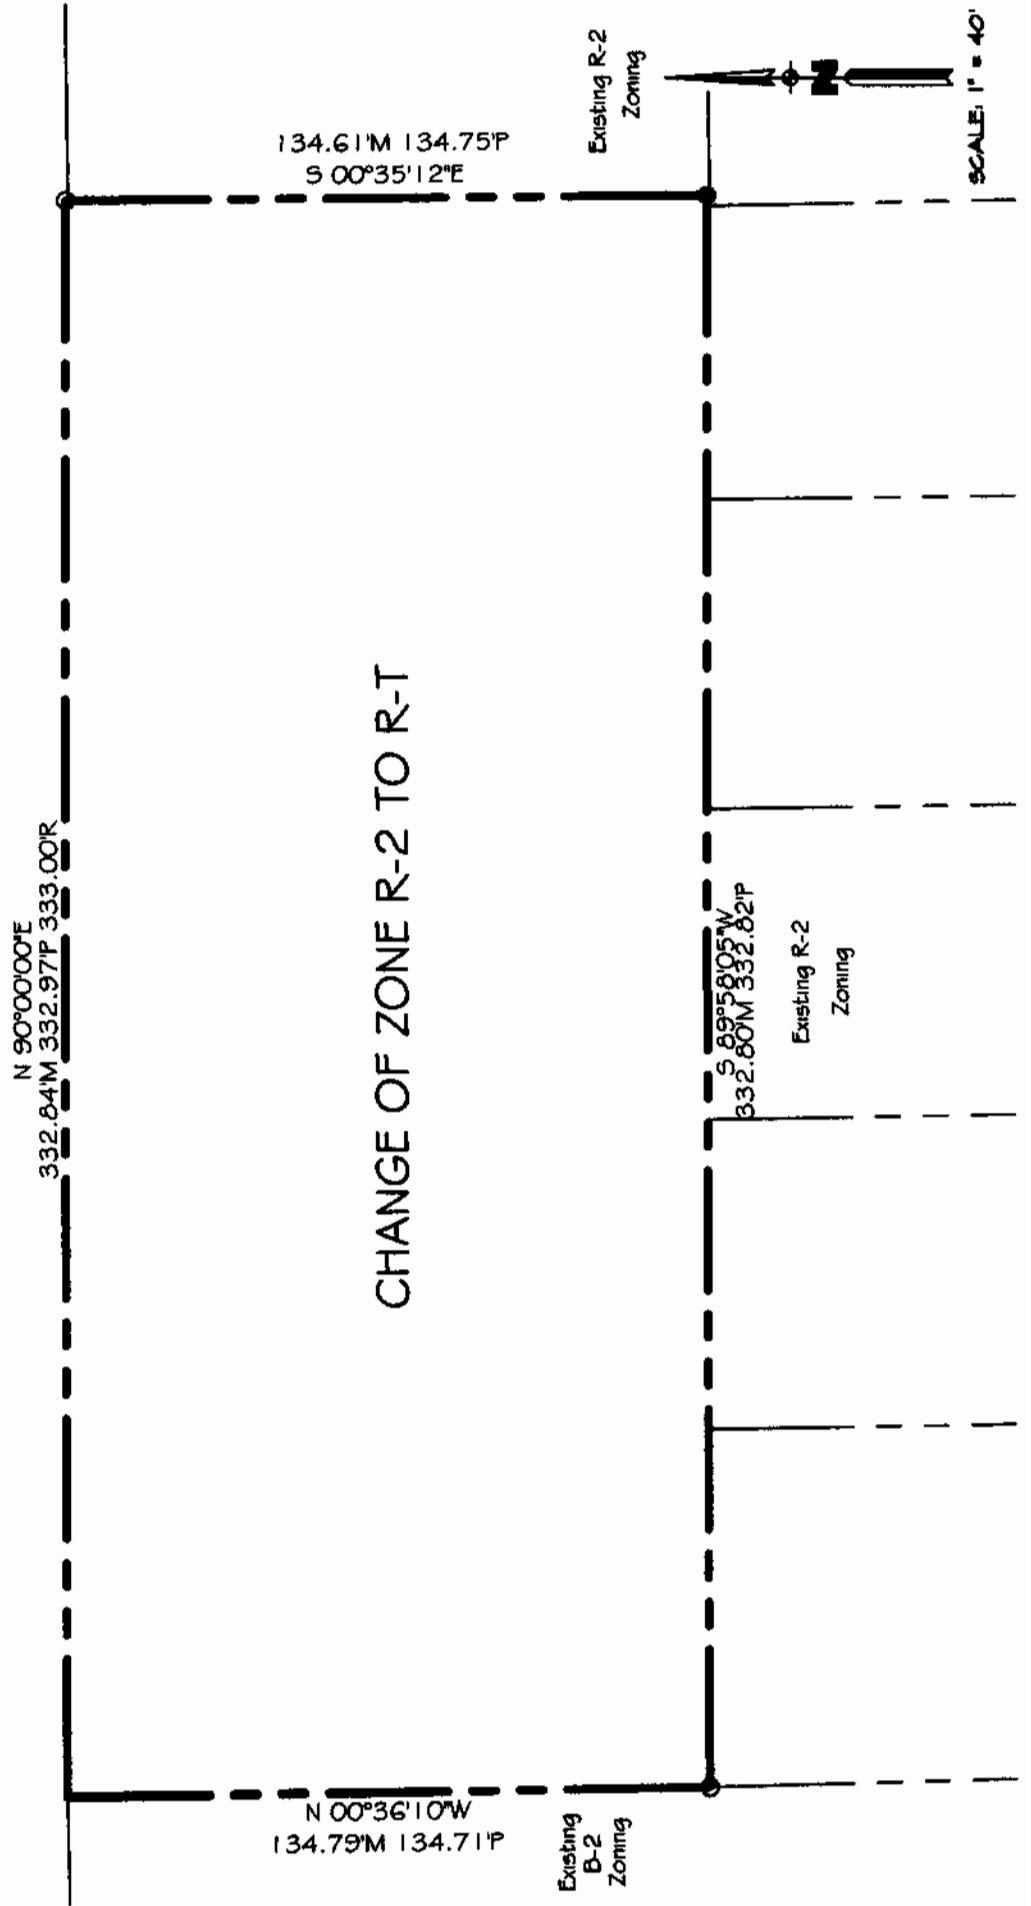 N 90°00'00"E
332.84'M 332.97'P 333.00'R
134.61'M 134.75'P
S 00°35'12"E
Existing R-2
Zoning
N
SCALE: 1" = 40'
CHANGE OF ZONE R-2 TO R-T
S 89°58'05"W
332.80'M 332.82'P
Existing R-2
Zoning
N 00°36'10"W
134.79'M 134.71'P
Existing
B-2
Zoning